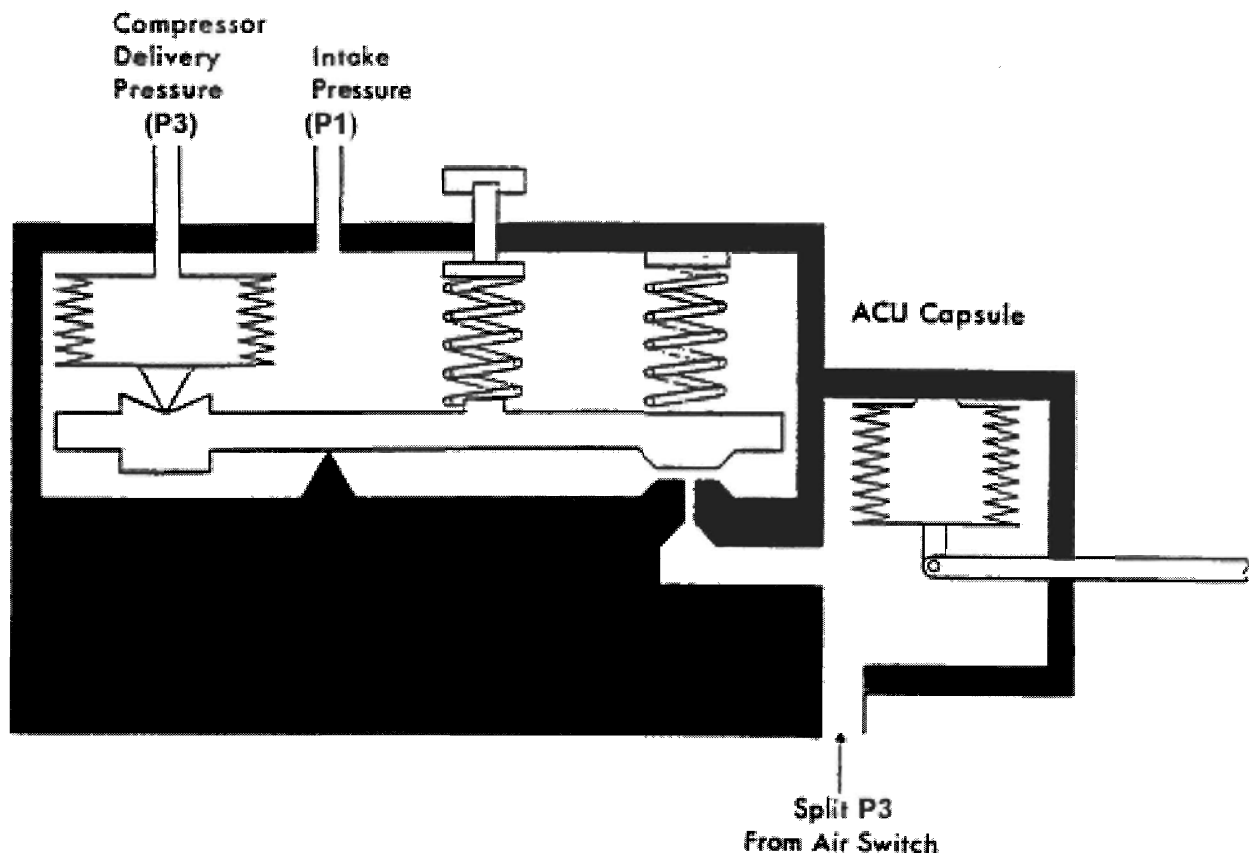 Compressor
Delivery
Pressure
(P3)
Intake
Pressure
(P1)
ACU Capsule
Split P3
From Air Switch